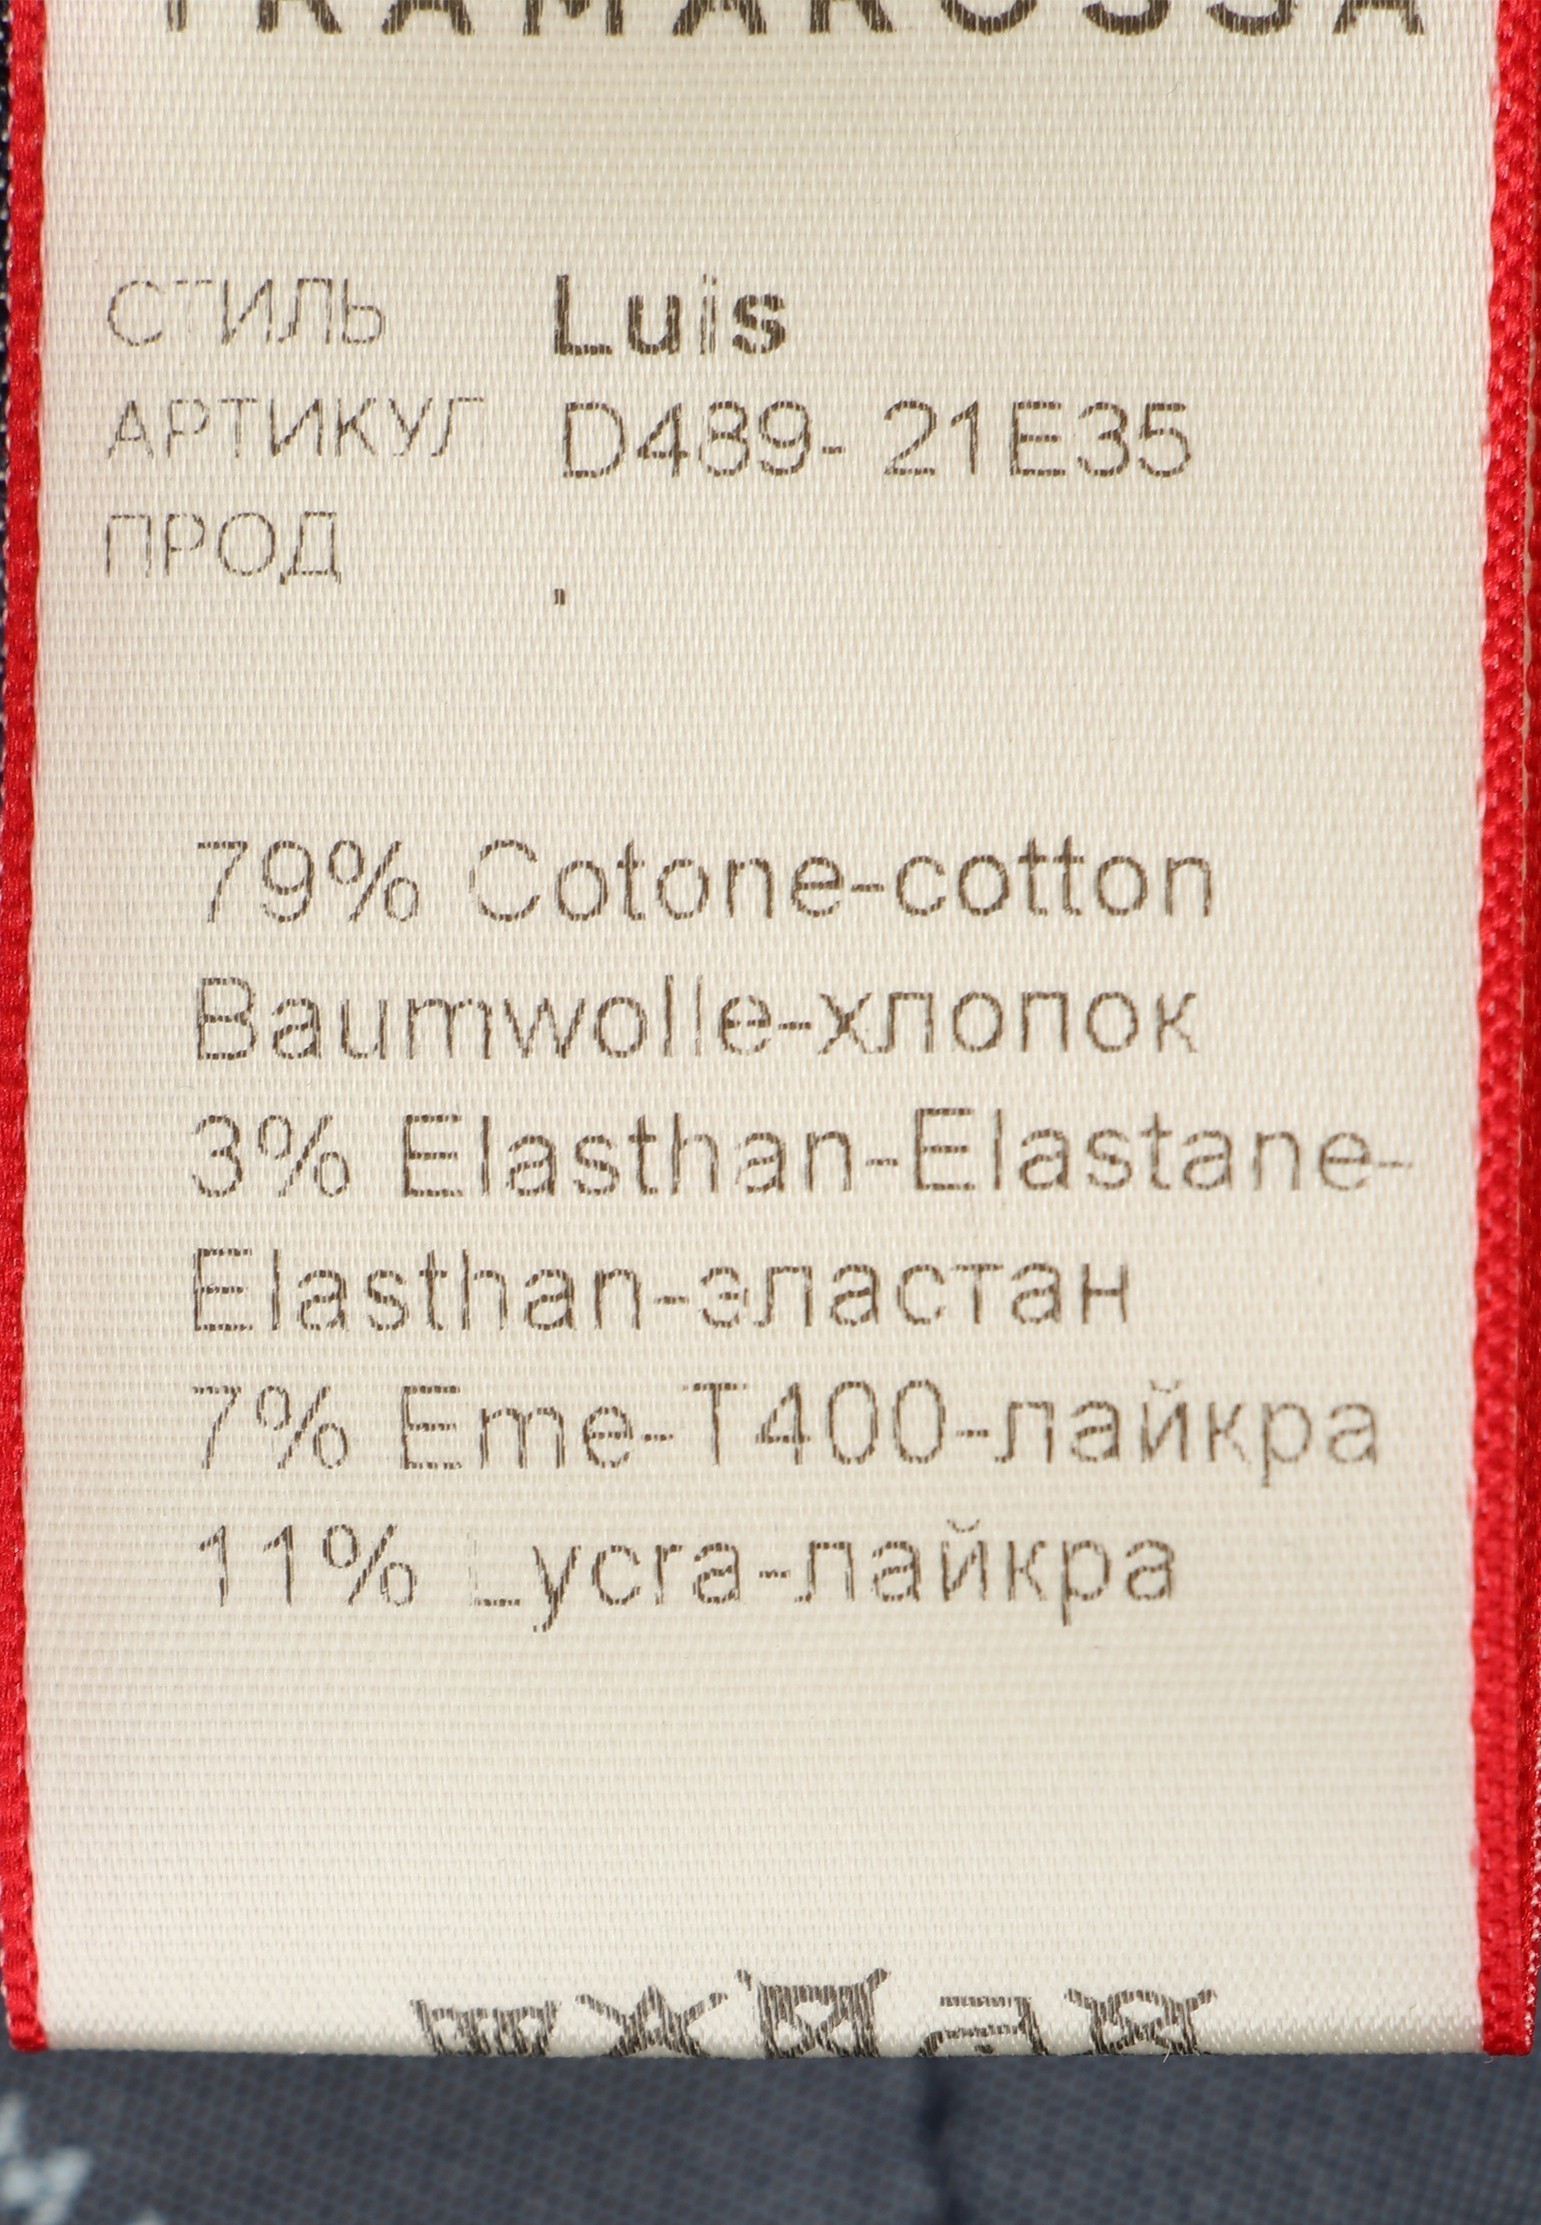 TRAMAROSSA
СТИЛЬ Luis
АРТИКУЛ D489- 21E35
ПРОД .
79% Cotone-cotton
Baumwolle-хлопок
3% Elasthan-Elastane-
Elasthan-эластан
7% Eme-T400-лайкра
11% Lycra-лайкра